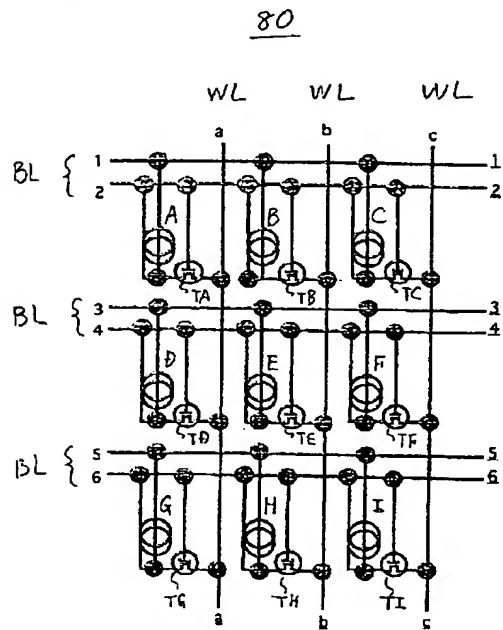 80
WL WL WL
a b c
BL { 1 1
2 2
A B C
TA TB TC
BL { 3 3
4 4
D E F
TD TE TF
BL { 5 5
6 6
G H I
TG TH TI
a b c